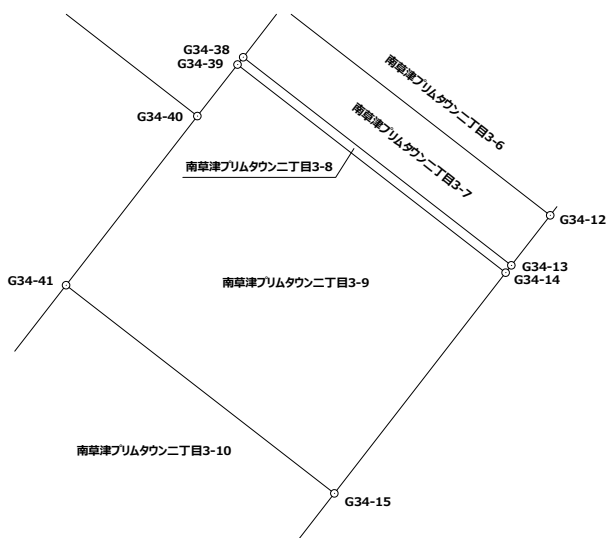 G34-38
G34-39
南草津プリムタウン二丁目3-6
G34-40
南草津プリムタウン二丁目3-7
南草津プリムタウン二丁目3-8
G34-12
G34-13
G34-14
G34-41
南草津プリムタウン二丁目3-9
南草津プリムタウン二丁目3-10
G34-15